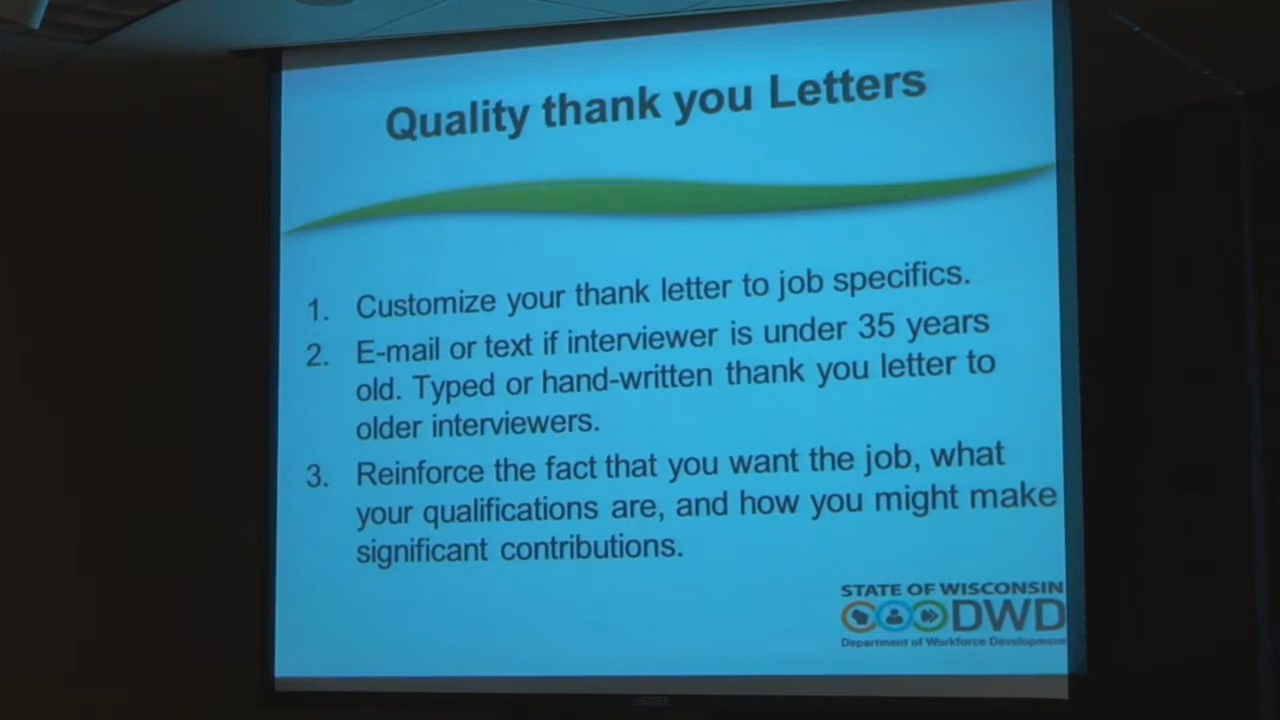 Quality thank you Letters
1. Customize your thank letter to job specifics.
2. E-mail or text if interviewer is under 35 years
old. Typed or hand-written thank you letter to
older interviewers.
3. Reinforce the fact that you want the job, what
your qualifications are, and how you might make
significant contributions.
STATE OF WISCONSIN
DWD
Department of Workforce Development